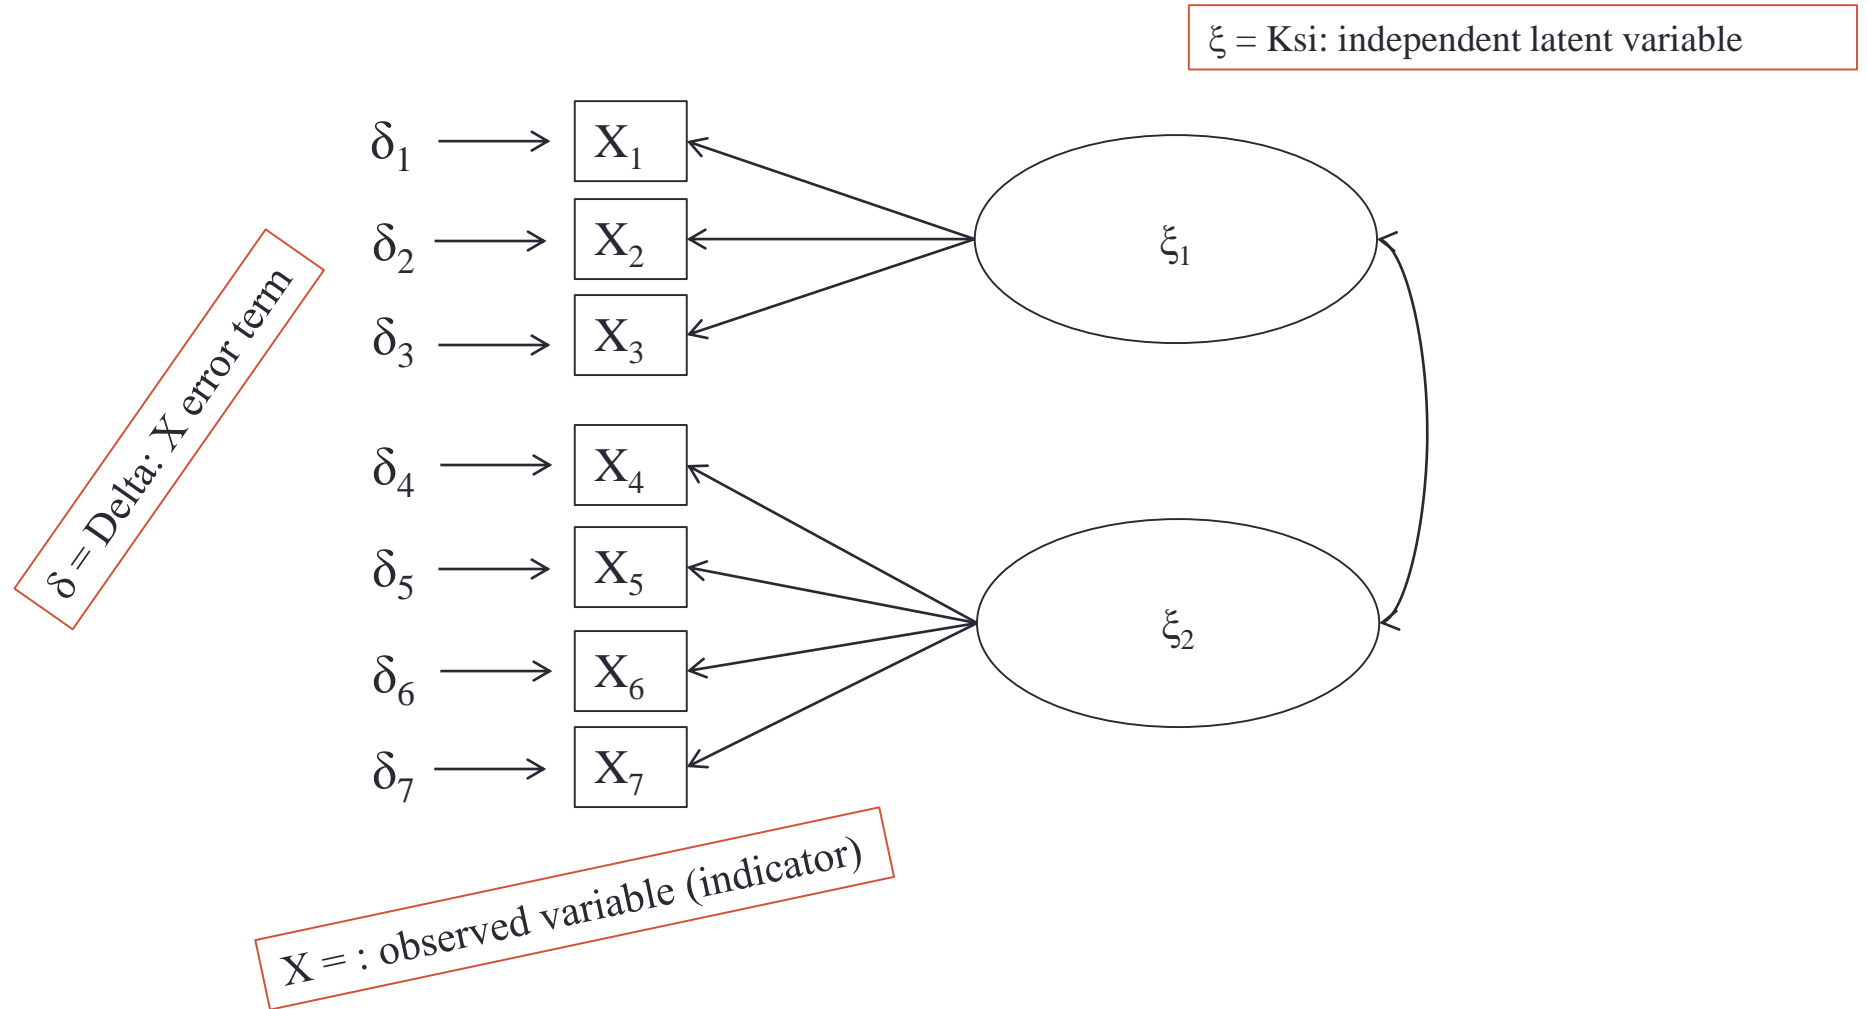 ξ = Ksi: independent latent variable
δ₁ X₁
δ₂ X₂ ξ₁
δ₃ X₃
δ = Delta: X error term
δ₄ X₄
δ₅ X₅
ξ₂
δ₆ X₆
δ₇ X₇
X = : observed variable (indicator)